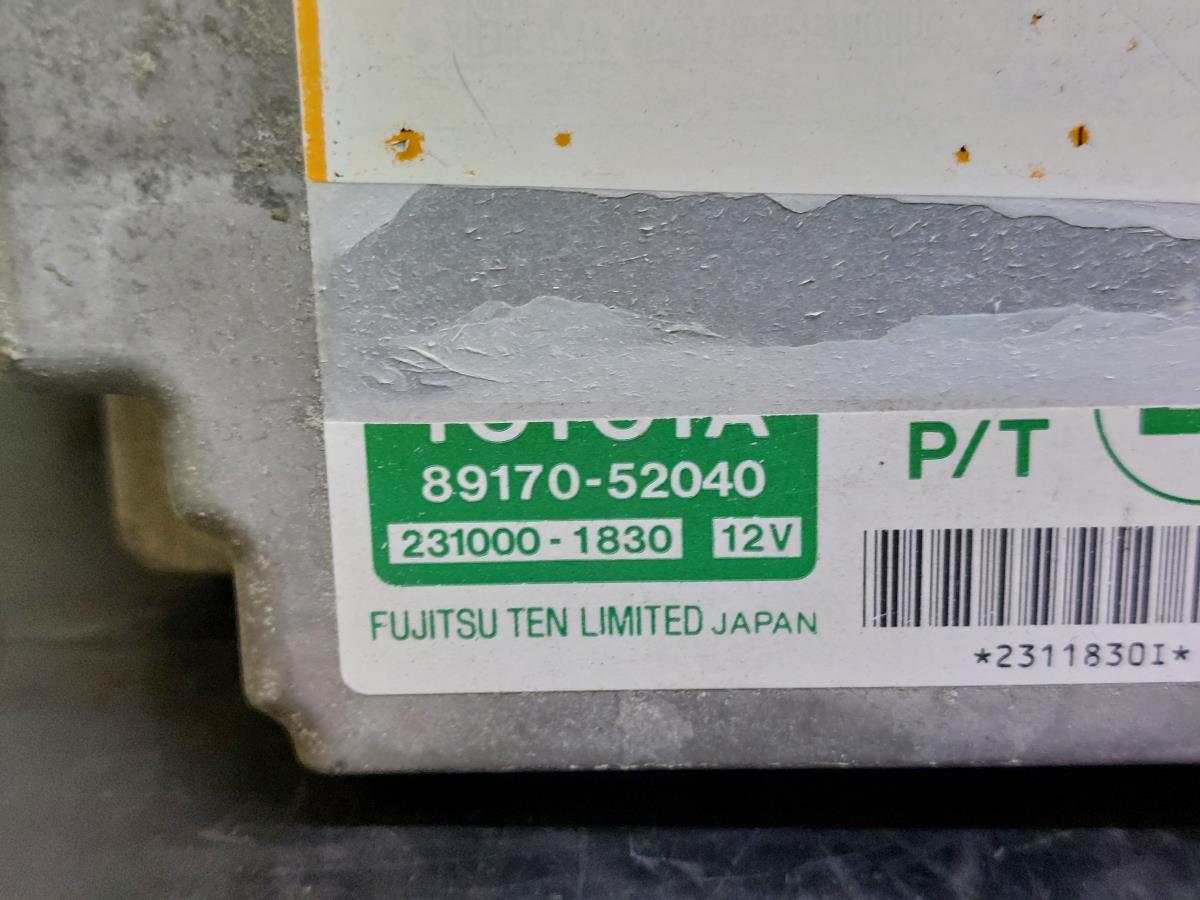 TOYOTA
89170-52040
231000-1830 12V
FUJITSU TEN LIMITED JAPAN
P/T
*2311830I*